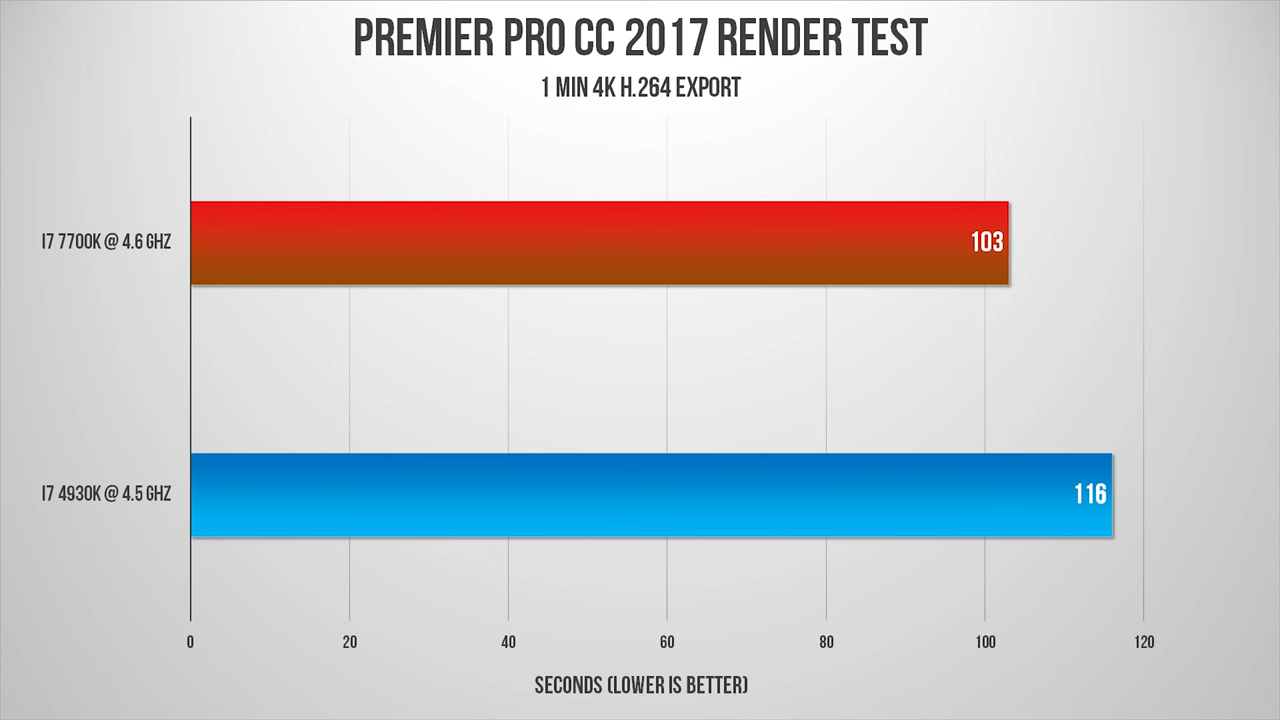 PREMIER PRO CC 2017 RENDER TEST
1 MIN 4K H.264 EXPORT
I7 7700K @ 4.6 GHZ
103
I7 4930K @ 4.5 GHZ
116
0 20 40 60 80 100 120
SECONDS (LOWER IS BETTER)